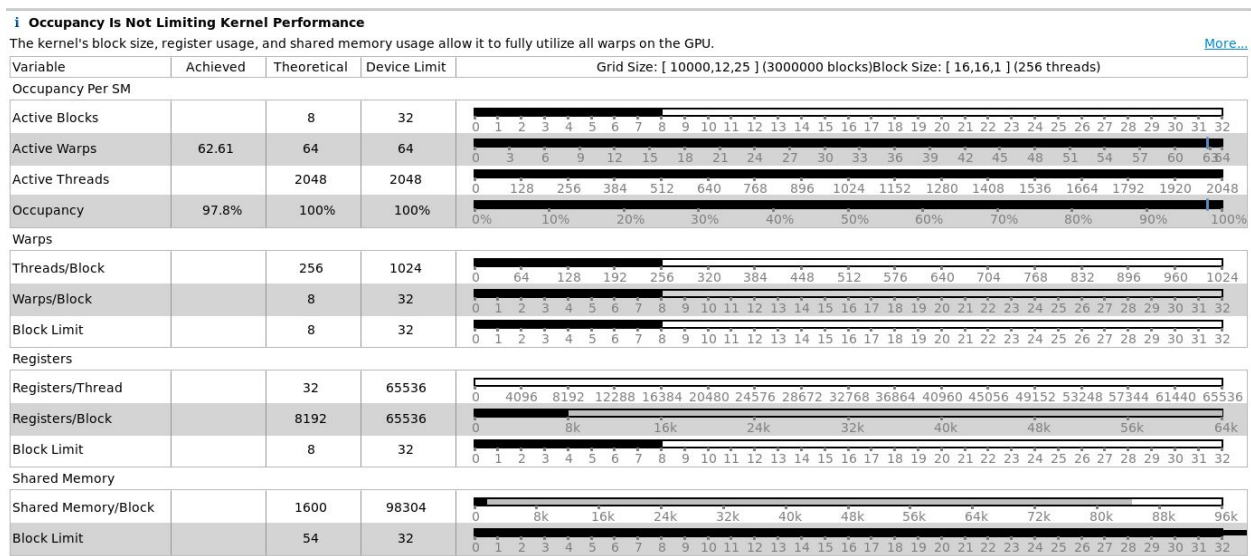 i Occupancy Is Not Limiting Kernel Performance
The kernel's block size, register usage, and shared memory usage allow it to fully utilize all warps on the GPU. More...
Variable Achieved Theoretical Device Limit Grid Size: [ 10000,12,25 ] (3000000 blocks)Block Size: [ 16,16,1 ] (256 threads)
Occupancy Per SM
Active Blocks 8 32
0 1 2 3 4 5 6 7 8 9 10 11 12 13 14 15 16 17 18 19 20 21 22 23 24 25 26 27 28 29 30 31 32
Active Warps 62.61 64 64
0 3 6 9 12 15 18 21 24 27 30 33 36 39 42 45 48 51 54 57 60 63 64
Active Threads 2048 2048
0 128 256 384 512 640 768 896 1024 1152 1280 1408 1536 1664 1792 1920 2048
Occupancy 97.8% 100% 100%
0% 10% 20% 30% 40% 50% 60% 70% 80% 90% 100%
Warps
Threads/Block 256 1024
0 64 128 192 256 320 384 448 512 576 640 704 768 832 896 960 1024
Warps/Block 8 32
0 1 2 3 4 5 6 7 8 9 10 11 12 13 14 15 16 17 18 19 20 21 22 23 24 25 26 27 28 29 30 31 32
Block Limit 8 32
0 1 2 3 4 5 6 7 8 9 10 11 12 13 14 15 16 17 18 19 20 21 22 23 24 25 26 27 28 29 30 31 32
Registers
Registers/Thread 32 65536
0 4096 8192 12288 16384 20480 24576 28672 32768 36864 40960 45056 49152 53248 57344 61440 65536
Registers/Block 8192 65536
0 8k 16k 24k 32k 40k 48k 56k 64k
Block Limit 8 32
0 1 2 3 4 5 6 7 8 9 10 11 12 13 14 15 16 17 18 19 20 21 22 23 24 25 26 27 28 29 30 31 32
Shared Memory
Shared Memory/Block 1600 98304
0 8k 16k 24k 32k 40k 48k 56k 64k 72k 80k 88k 96k
Block Limit 54 32
0 1 2 3 4 5 6 7 8 9 10 11 12 13 14 15 16 17 18 19 20 21 22 23 24 25 26 27 28 29 30 31 32